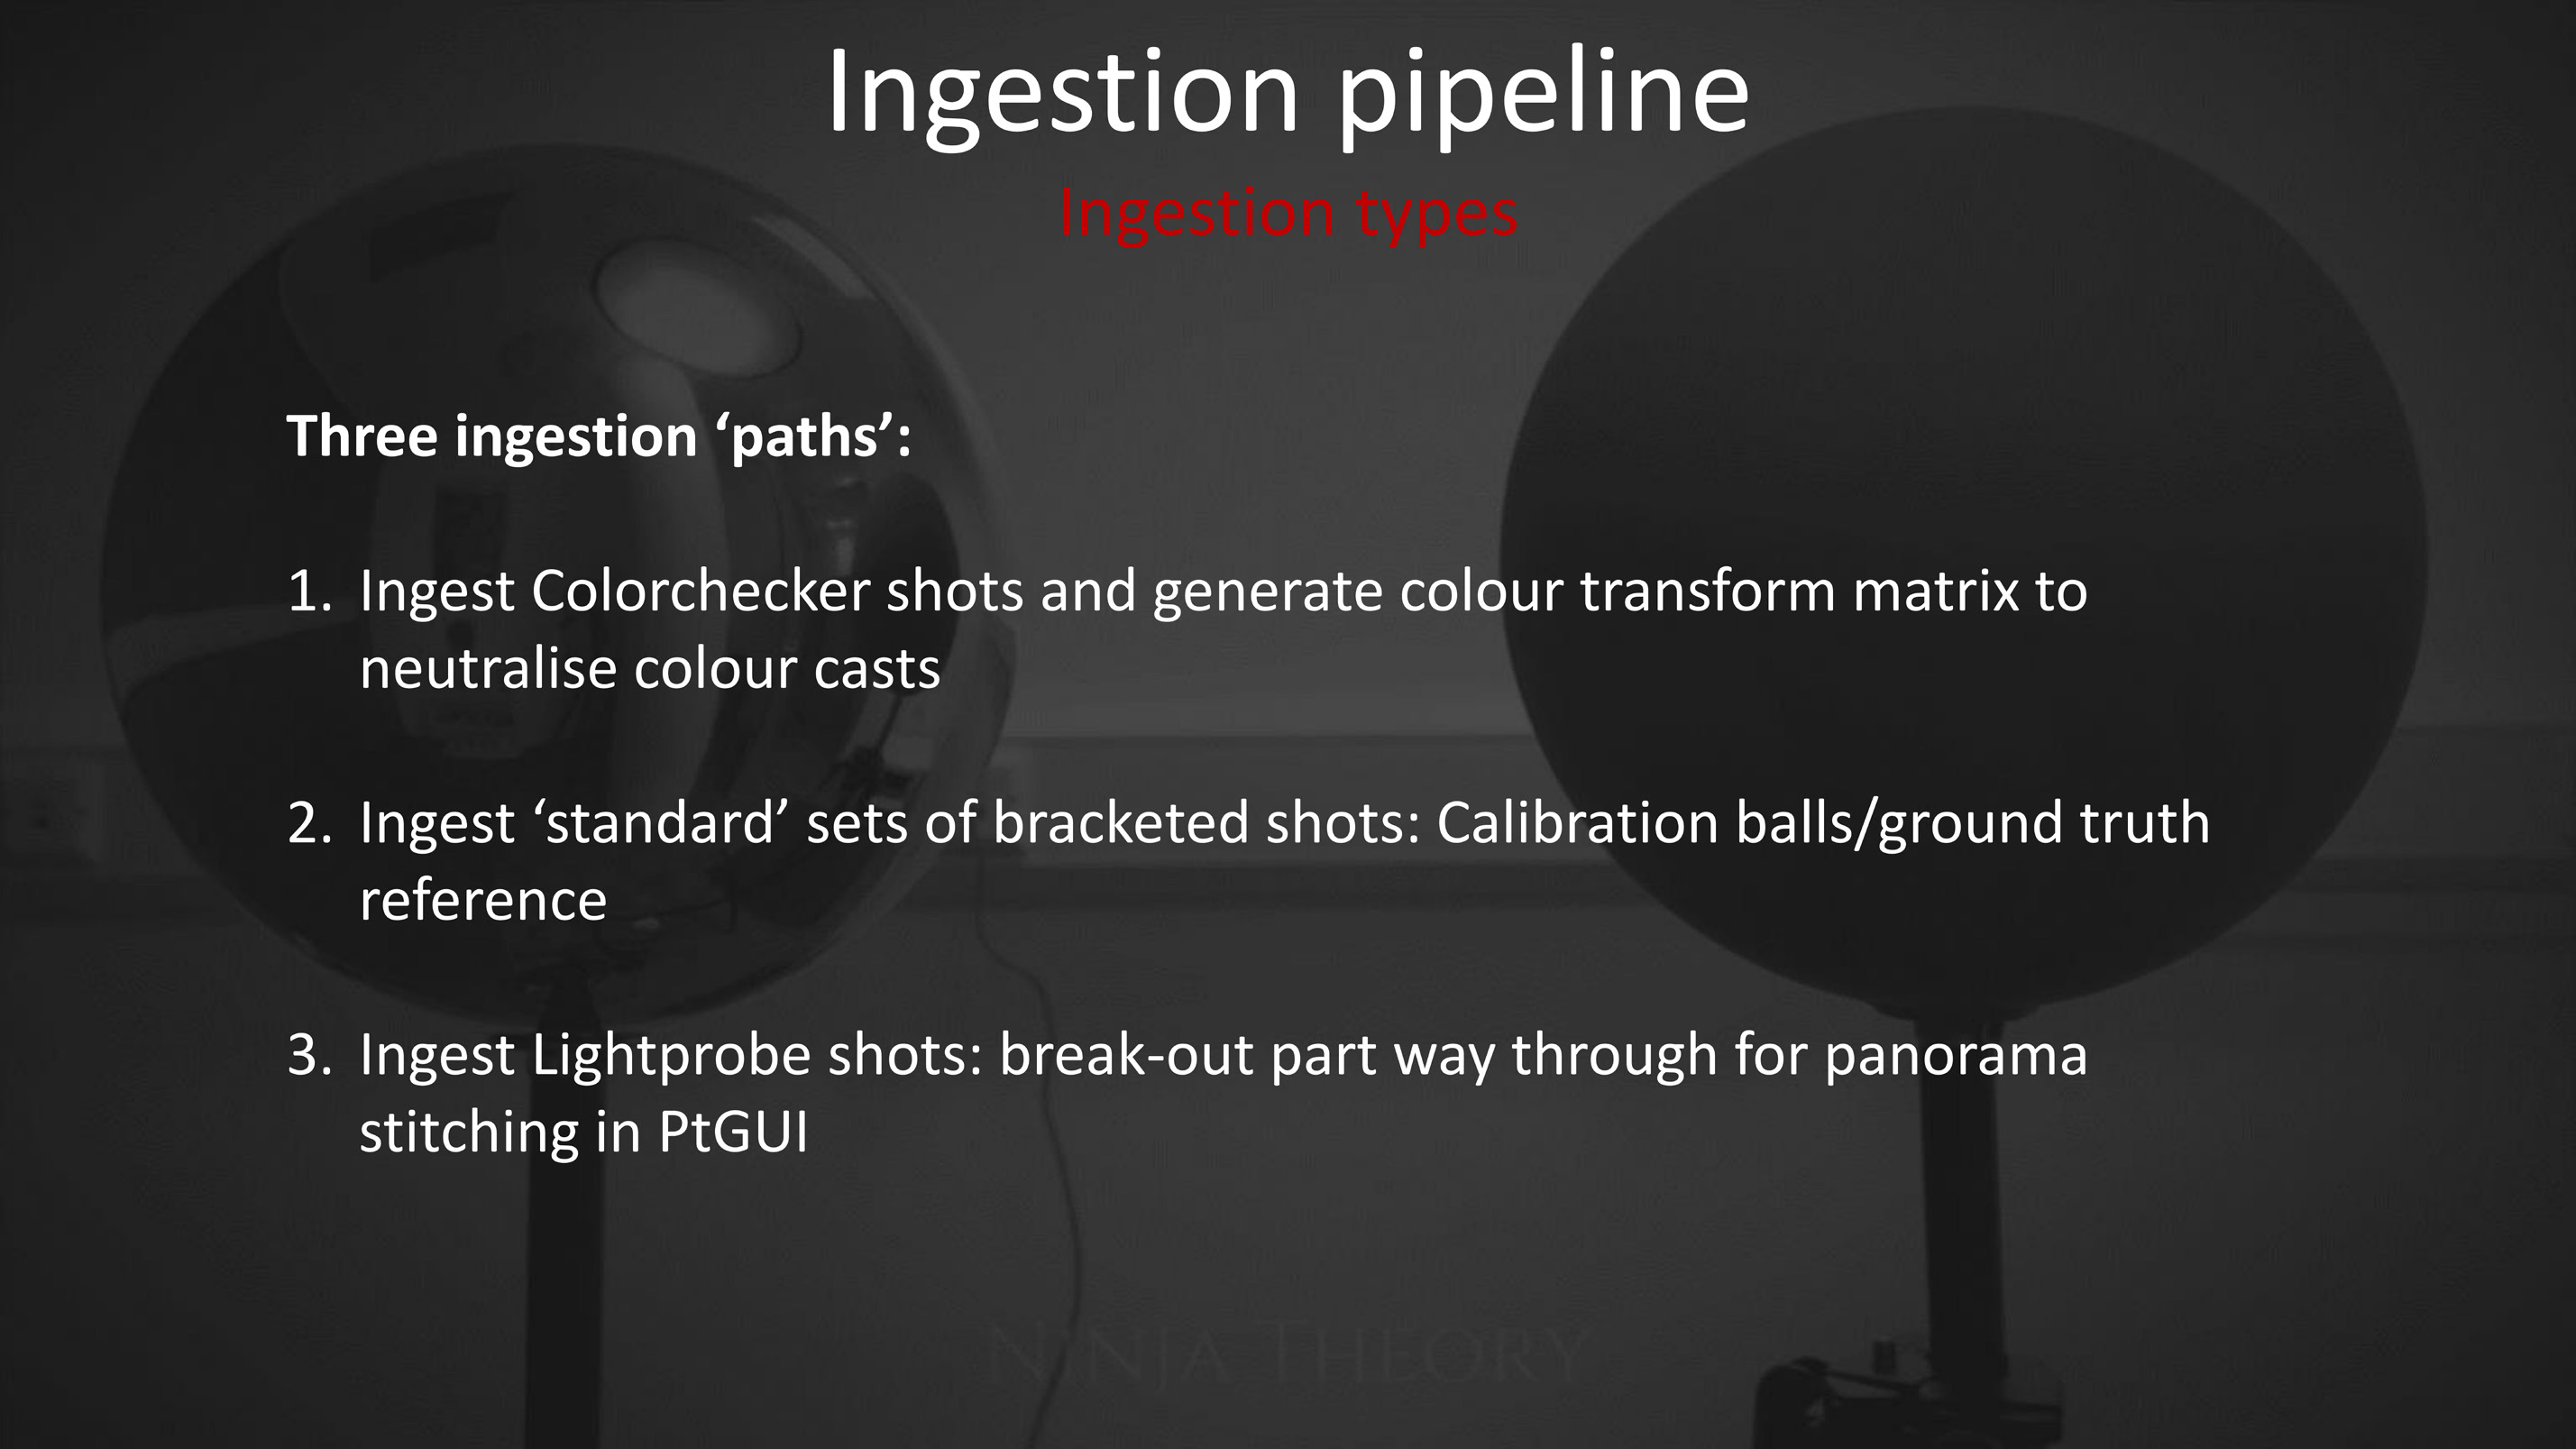 Ingestion pipeline
Ingestion types
Three ingestion ‘paths’:
1. Ingest Colorchecker shots and generate colour transform matrix to
neutralise colour casts
2. Ingest ‘standard’ sets of bracketed shots: Calibration balls/ground truth
reference
3. Ingest Lightprobe shots: break-out part way through for panorama
stitching in PtGUI
NINJA THEORY